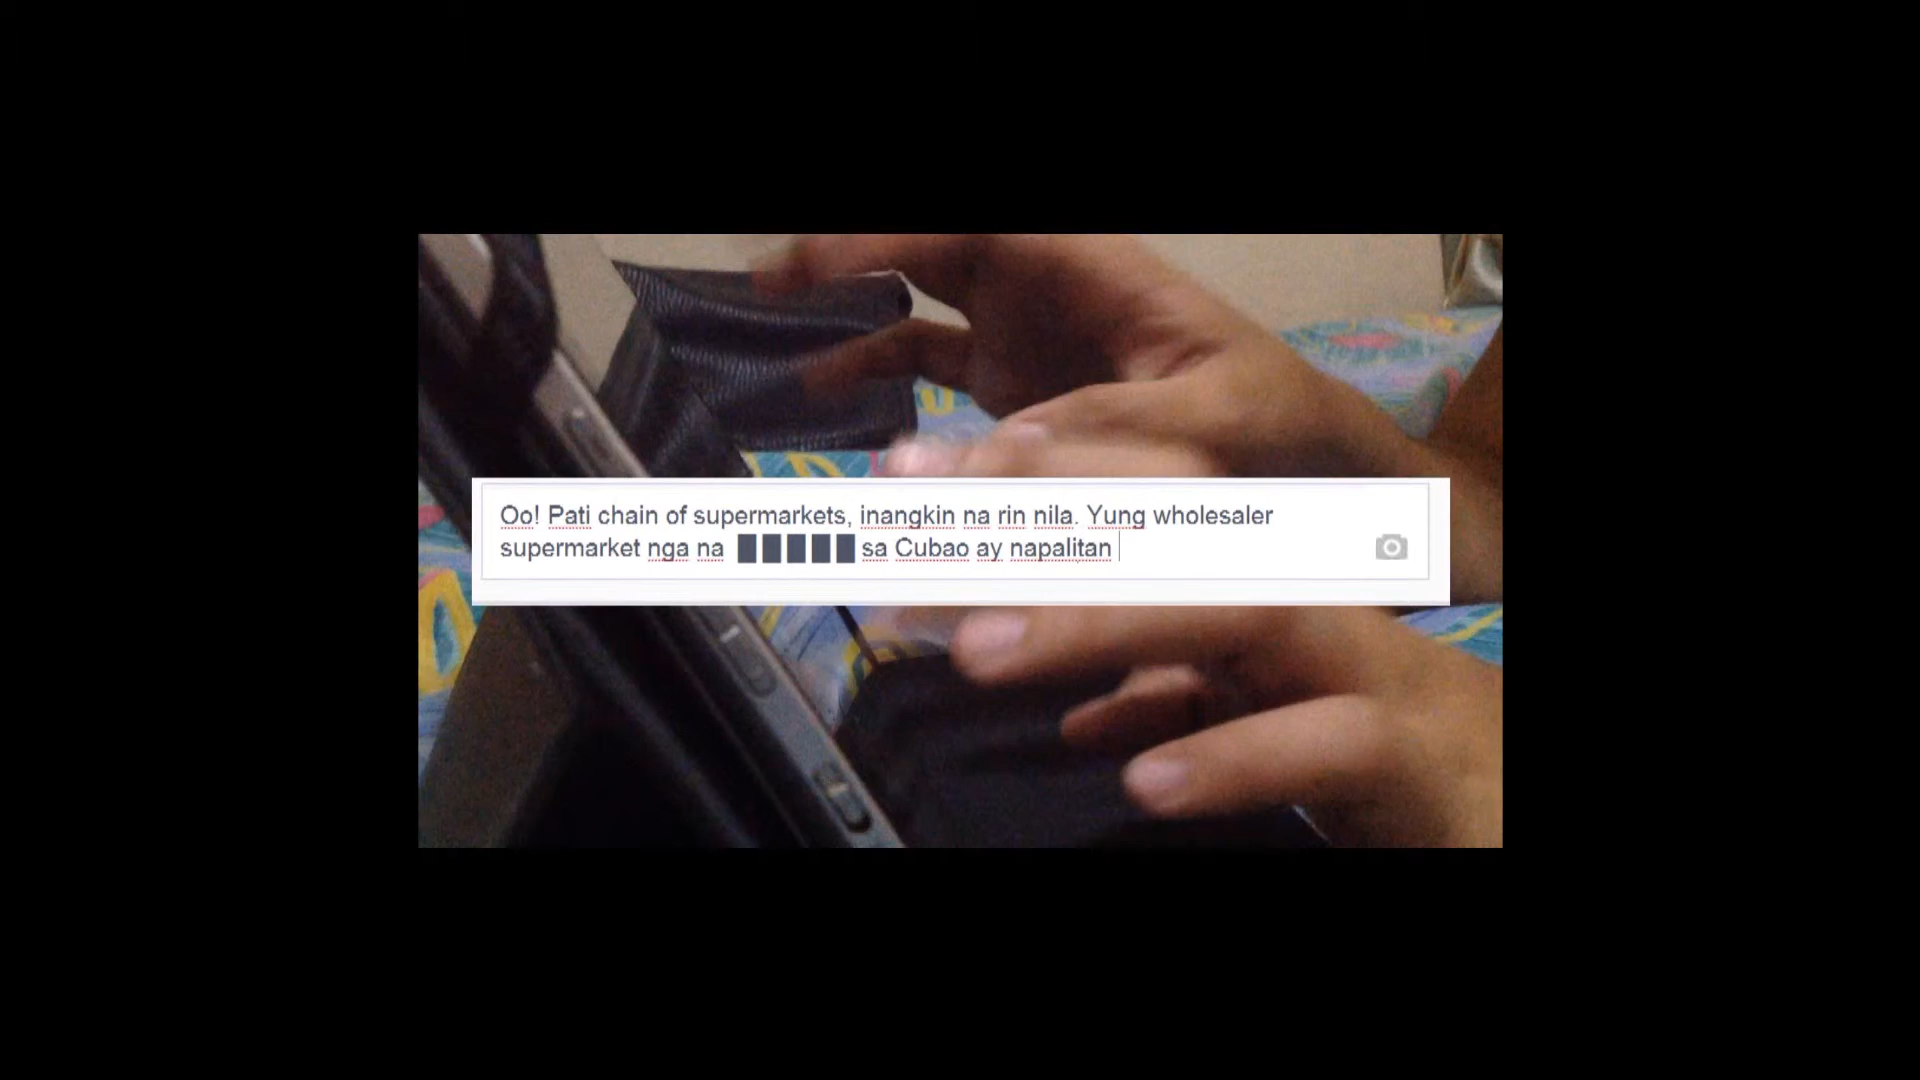 Oo! Pati chain of supermarkets, inangkin na rin nila. Yung wholesaler
supermarket nga na █████ sa Cubao ay napalitan